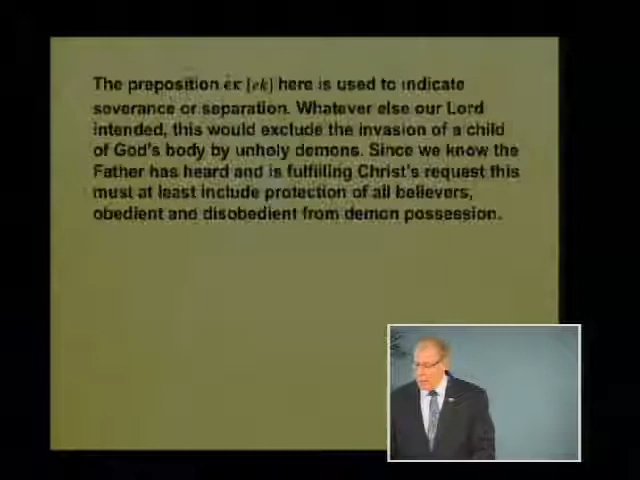 The preposition ἐκ [ek] here is used to indicate
soverance or separation. Whatever else our Lord
intended, this would exclude the invasion of a child
of God's body by unholy demons. Since we know the
Father has heard and is fulfilling Christ's request this
must at least include protection of all believers,
obedient and disobedient from demon possession.